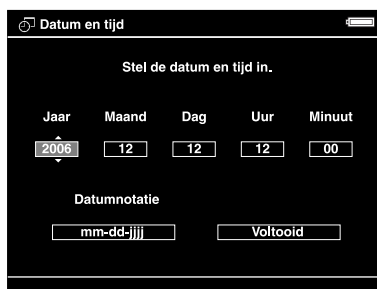 Datum en tijd
Stel de datum en tijd in.
Jaar Maand Dag Uur Minuut
2006 12 12 12 00
Datumnotatie
mm-dd-jjjj Voltooid